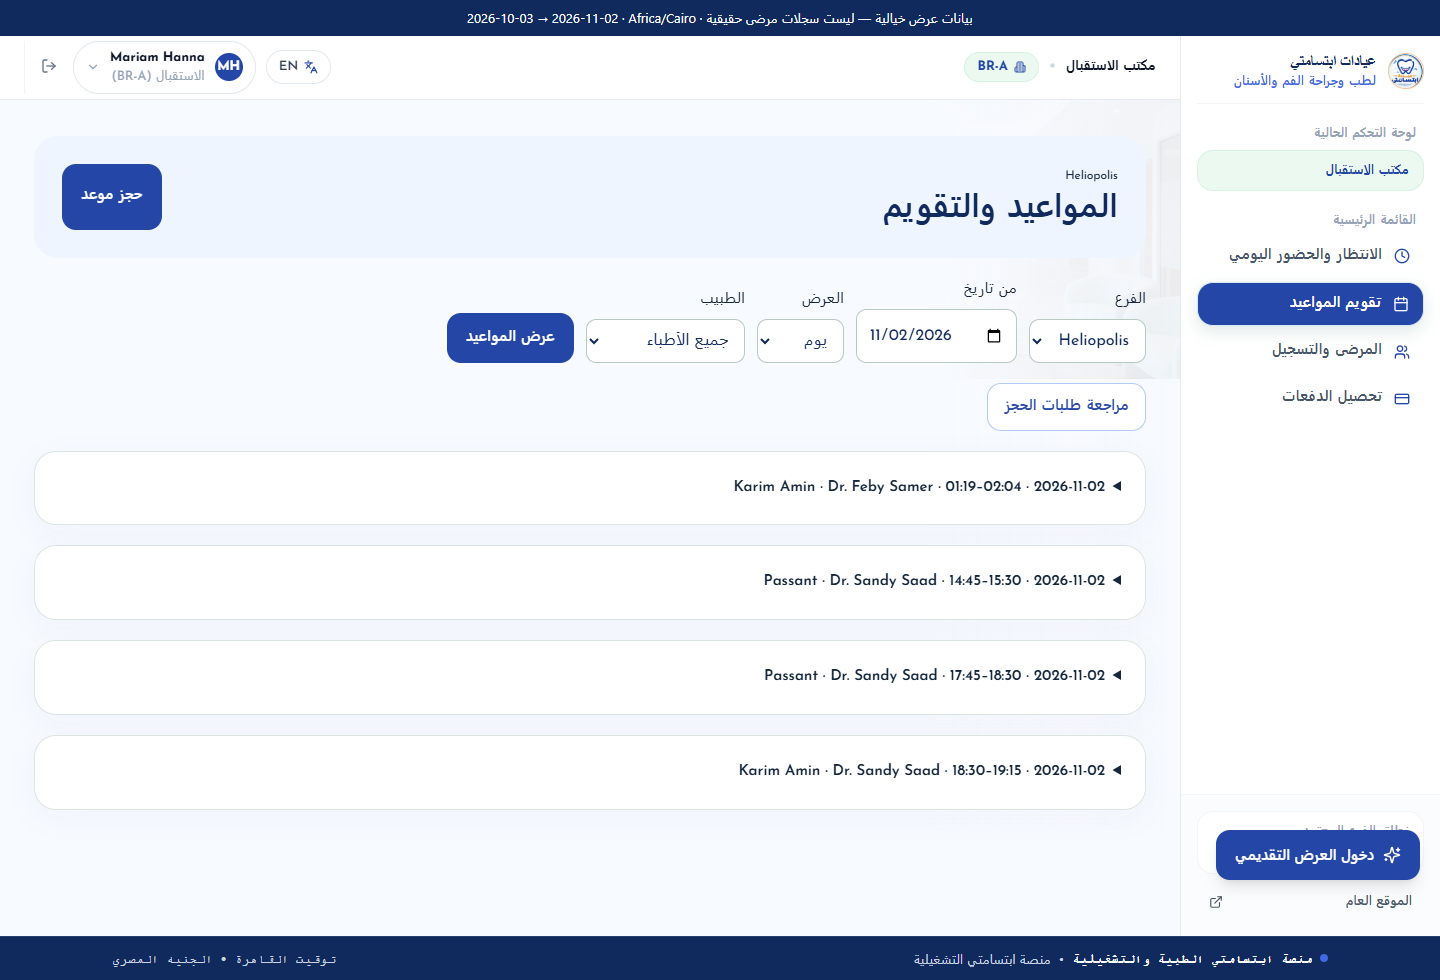 بيانات عرض خيالية — ليست سجلات مرضى حقيقية · 2026-10-03 → 2026-11-02 · Africa/Cairo
عيادات ابتسامتي
لطب وجراحة الفم والأسنان
لوحة التحكم الحالية
مكتب الاستقبال
القائمة الرئيسية
الانتظار والحضور اليومي
تقويم المواعيد
المرضى والتسجيل
تحصيل الدفعات
دخول العرض التقديمي
الموقع العام
مكتب الاستقبال • BR-A
EN
MH
Mariam Hanna
الاستقبال (BR-A)
Heliopolis
المواعيد والتقويم
حجز موعد
الفرع
Heliopolis
من تاريخ
11/02/2026
العرض
يوم
الطبيب
جميع الأطباء
عرض المواعيد
مراجعة طلبات الحجز
Karim Amin · Dr. Feby Samer · 01:19–02:04 · 2026-11-02
Passant · Dr. Sandy Saad · 14:45–15:30 · 2026-11-02
Passant · Dr. Sandy Saad · 17:45–18:30 · 2026-11-02
Karim Amin · Dr. Sandy Saad · 18:30–19:15 · 2026-11-02
منصة ابتسامتي الطبية والتشغيلية • منصة ابتسامتي التشغيلية
توقيت القاهرة • الجنيه المصري